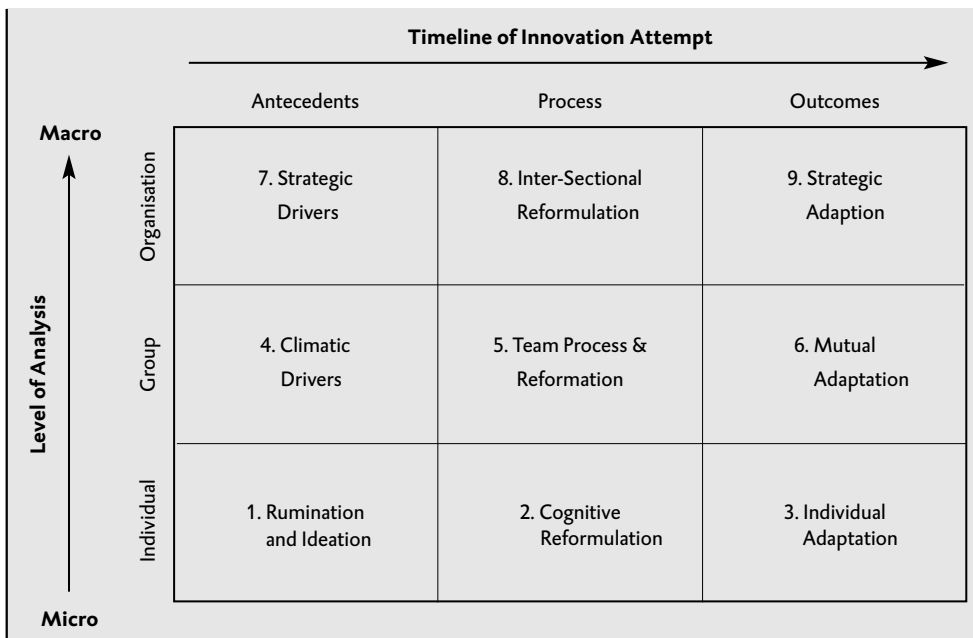 Timeline of Innovation Attempt
Antecedents
Process
Outcomes
Macro
Level of Analysis
Micro
Organisation
7. Strategic
Drivers
8. Inter-Sectional
Reformulation
9. Strategic
Adaption
Group
4. Climatic
Drivers
5. Team Process &
Reformation
6. Mutual
Adaptation
Individual
1. Rumination
and Ideation
2. Cognitive
Reformulation
3. Individual
Adaptation